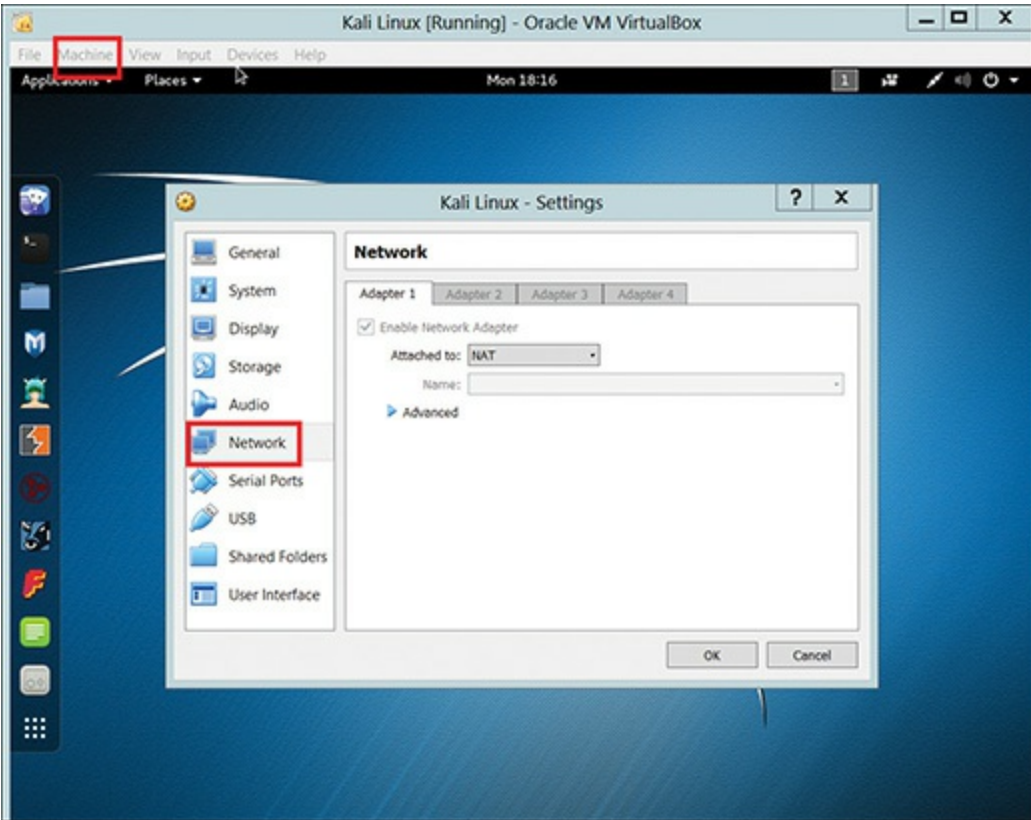 Kali Linux [Running] - Oracle VM VirtualBox
File Machine View Input Devices Help
Applications Places Mon 18:16 1
Kali Linux - Settings ? X
General
System
Display
Storage
Audio
Network
Serial Ports
USB
Shared Folders
User Interface
Network
Adapter 1 Adapter 2 Adapter 3 Adapter 4
Enable Network Adapter
Attached to: NAT
Name:
Advanced
OK Cancel